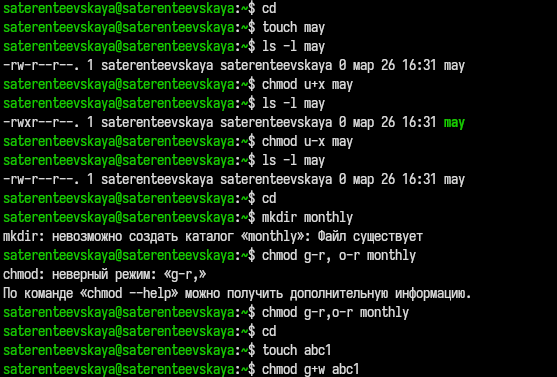 saterenteevskaya@saterenteevskaya:~$ cd
saterenteevskaya@saterenteevskaya:~$ touch may
saterenteevskaya@saterenteevskaya:~$ ls -l may
-rw-r--r--. 1 saterenteevskaya saterenteevskaya 0 мар 26 16:31 may
saterenteevskaya@saterenteevskaya:~$ chmod u+x may
saterenteevskaya@saterenteevskaya:~$ ls -l may
-rwxr--r--. 1 saterenteevskaya saterenteevskaya 0 мар 26 16:31 may
saterenteevskaya@saterenteevskaya:~$ chmod u-x may
saterenteevskaya@saterenteevskaya:~$ ls -l may
-rw-r--r--. 1 saterenteevskaya saterenteevskaya 0 мар 26 16:31 may
saterenteevskaya@saterenteevskaya:~$ cd
saterenteevskaya@saterenteevskaya:~$ mkdir monthly
mkdir: невозможно создать каталог «monthly»: Файл существует
saterenteevskaya@saterenteevskaya:~$ chmod g-r, o-r monthly
chmod: неверный режим: «g-r,»
По команде «chmod --help» можно получить дополнительную информацию.
saterenteevskaya@saterenteevskaya:~$ chmod g-r,o-r monthly
saterenteevskaya@saterenteevskaya:~$ cd
saterenteevskaya@saterenteevskaya:~$ touch abc1
saterenteevskaya@saterenteevskaya:~$ chmod g+w abc1